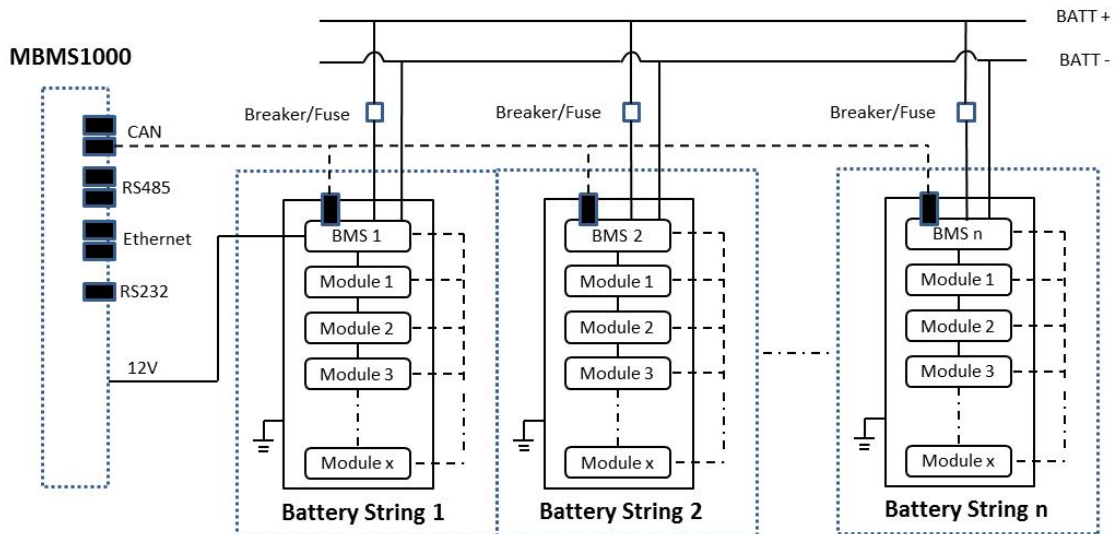 BATT +
MBMS1000
BATT -
Breaker/Fuse
Breaker/Fuse
Breaker/Fuse
CAN
RS485
Ethernet
RS232
12V
BMS 1
Module 1
Module 2
Module 3
Module x
Battery String 1
BMS 2
Module 1
Module 2
Module 3
Module x
Battery String 2
BMS n
Module 1
Module 2
Module 3
Module x
Battery String n